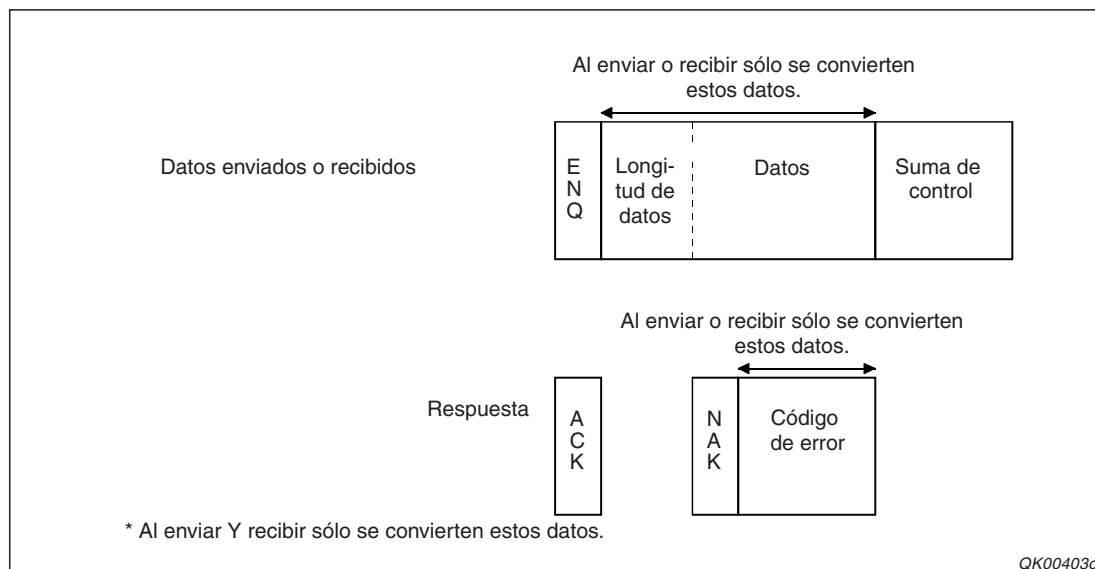 Al enviar o recibir sólo se convierten
estos datos.
Datos enviados o recibidos
E
N
Q
Longi-
tud de
datos
Datos
Suma de
control
Al enviar o recibir sólo se convierten
estos datos.
Respuesta
A
C
K
N
A
K
Código
de error
* Al enviar Y recibir sólo se convierten estos datos.
QK00403c